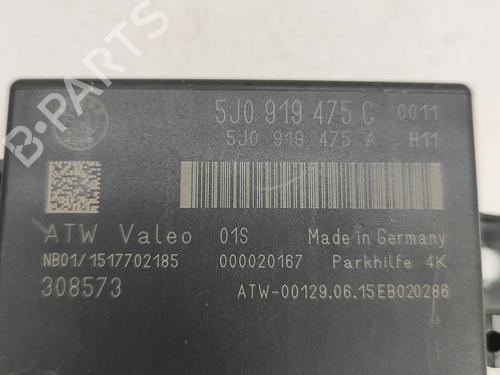 5J0 919 475 C 0011
5J0 919 475 A H11
ATW Valeo 01S Made in Germany
NB01/1517702185 000020167 Parkhilfe 4K
308573 ATW-00129.06.15EB020286
B-PARTS